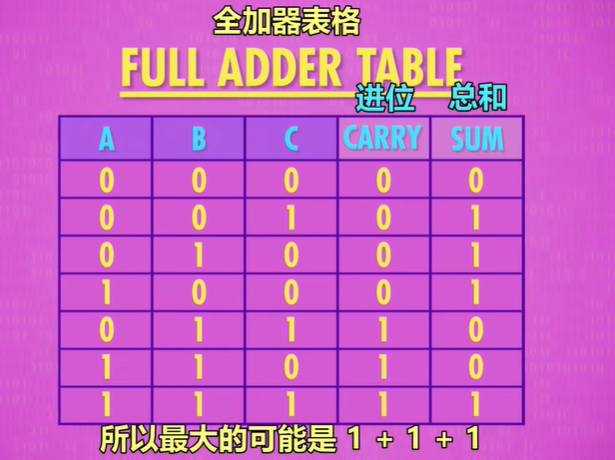 全加器表格
FULL ADDER TABLE
进位 总和
A B C CARRY SUM
0 0 0 0 0
0 0 1 0 1
0 1 0 0 1
1 0 0 0 1
0 1 1 1 0
1 1 0 1 0
1 1 1 1 1
所以最大的可能是 1 + 1 + 1